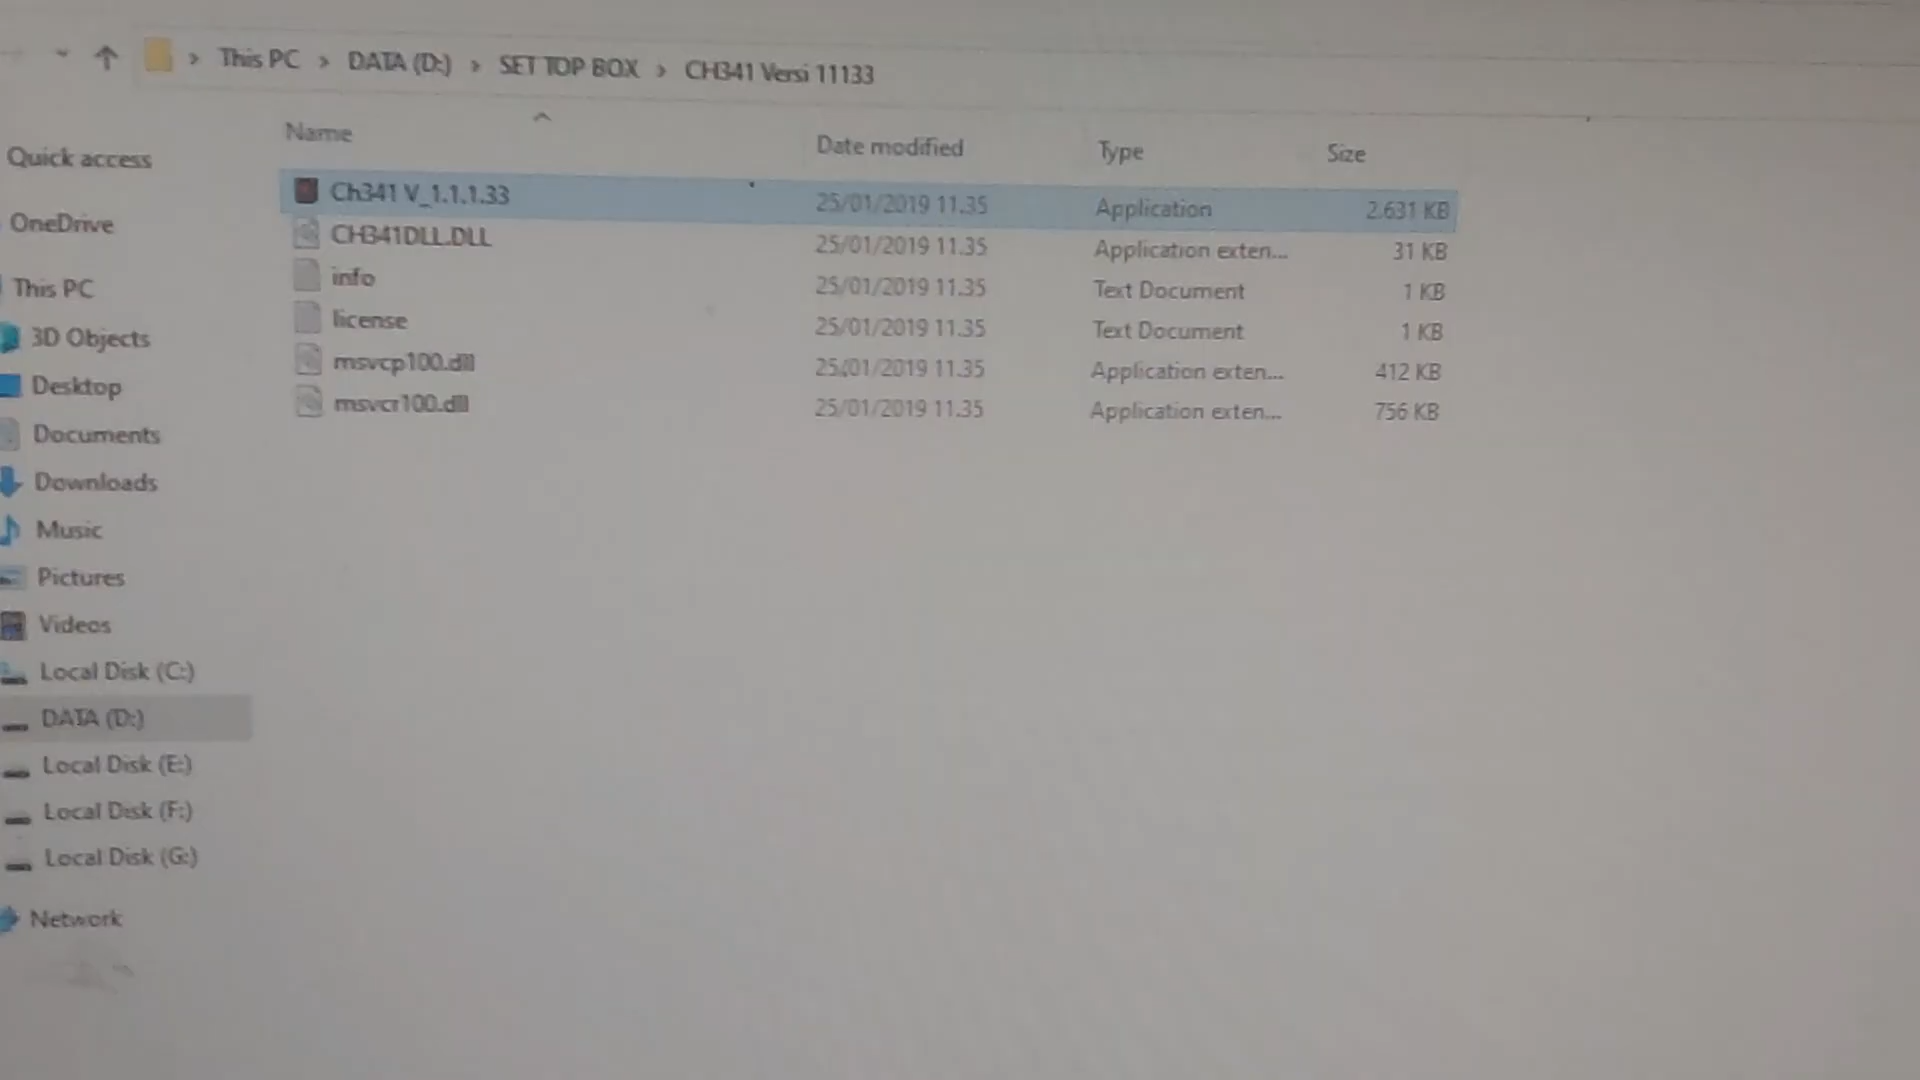 This PC > DATA (D:) > SET TOP BOX > CH341 Versi 11133
Name Date modified Type Size
Quick access
OneDrive
This PC
3D Objects
Desktop
Documents
Downloads
Music
Pictures
Videos
Local Disk (C:)
DATA (D:)
Local Disk (E:)
Local Disk (F:)
Local Disk (G:)
Network
Ch341 V_1.1.1.33 25/01/2019 11.35 Application 2.631 KB
CH341DLL.DLL 25/01/2019 11.35 Application exten... 31 KB
info 25/01/2019 11.35 Text Document 1 KB
license 25/01/2019 11.35 Text Document 1 KB
msvcp100.dll 25/01/2019 11.35 Application exten... 412 KB
msvcr100.dll 25/01/2019 11.35 Application exten... 756 KB